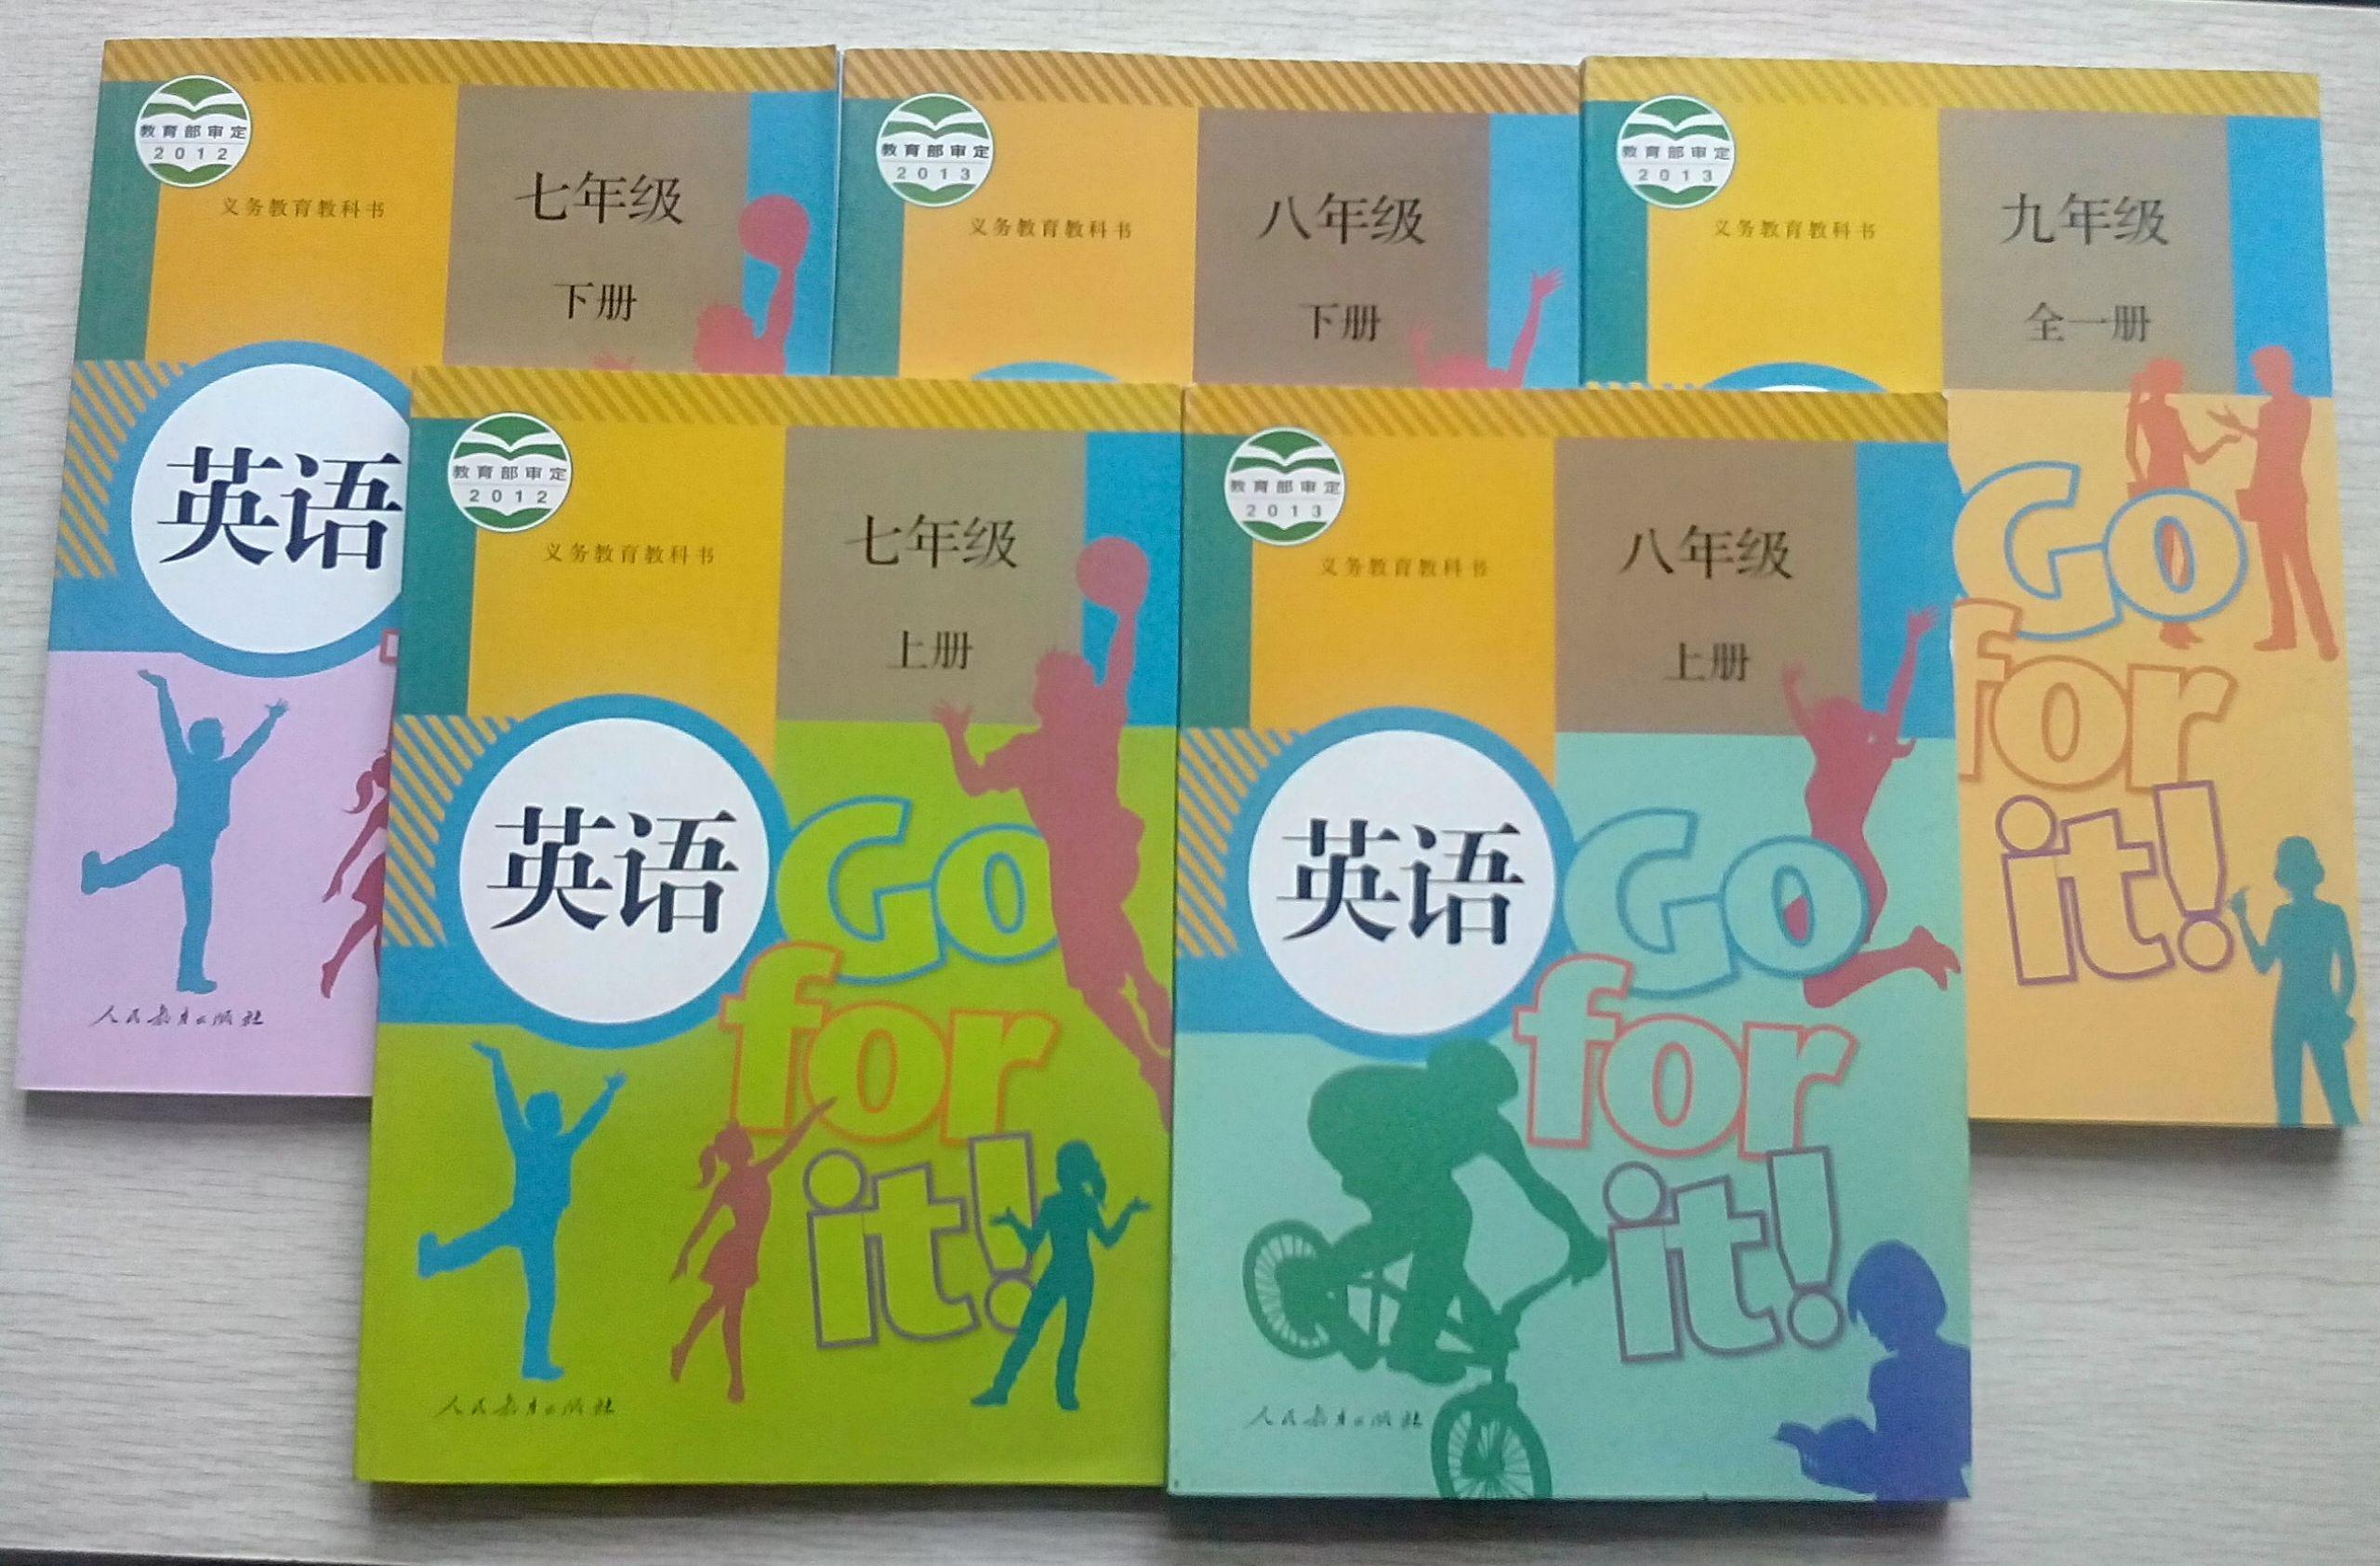 教育部审定
2012
义务教育教科书
七年级
下册
英语
人民教育出版社
教育部审定
2013
义务教育教科书
八年级
下册
教育部审定
2013
义务教育教科书
九年级
全一册
Go
for
it!
教育部审定
2012
义务教育教科书
七年级
上册
英语
Go
for
it!
人民教育出版社
教育部审定
2013
义务教育教科书
八年级
上册
英语
Go
for
it!
人民教育出版社